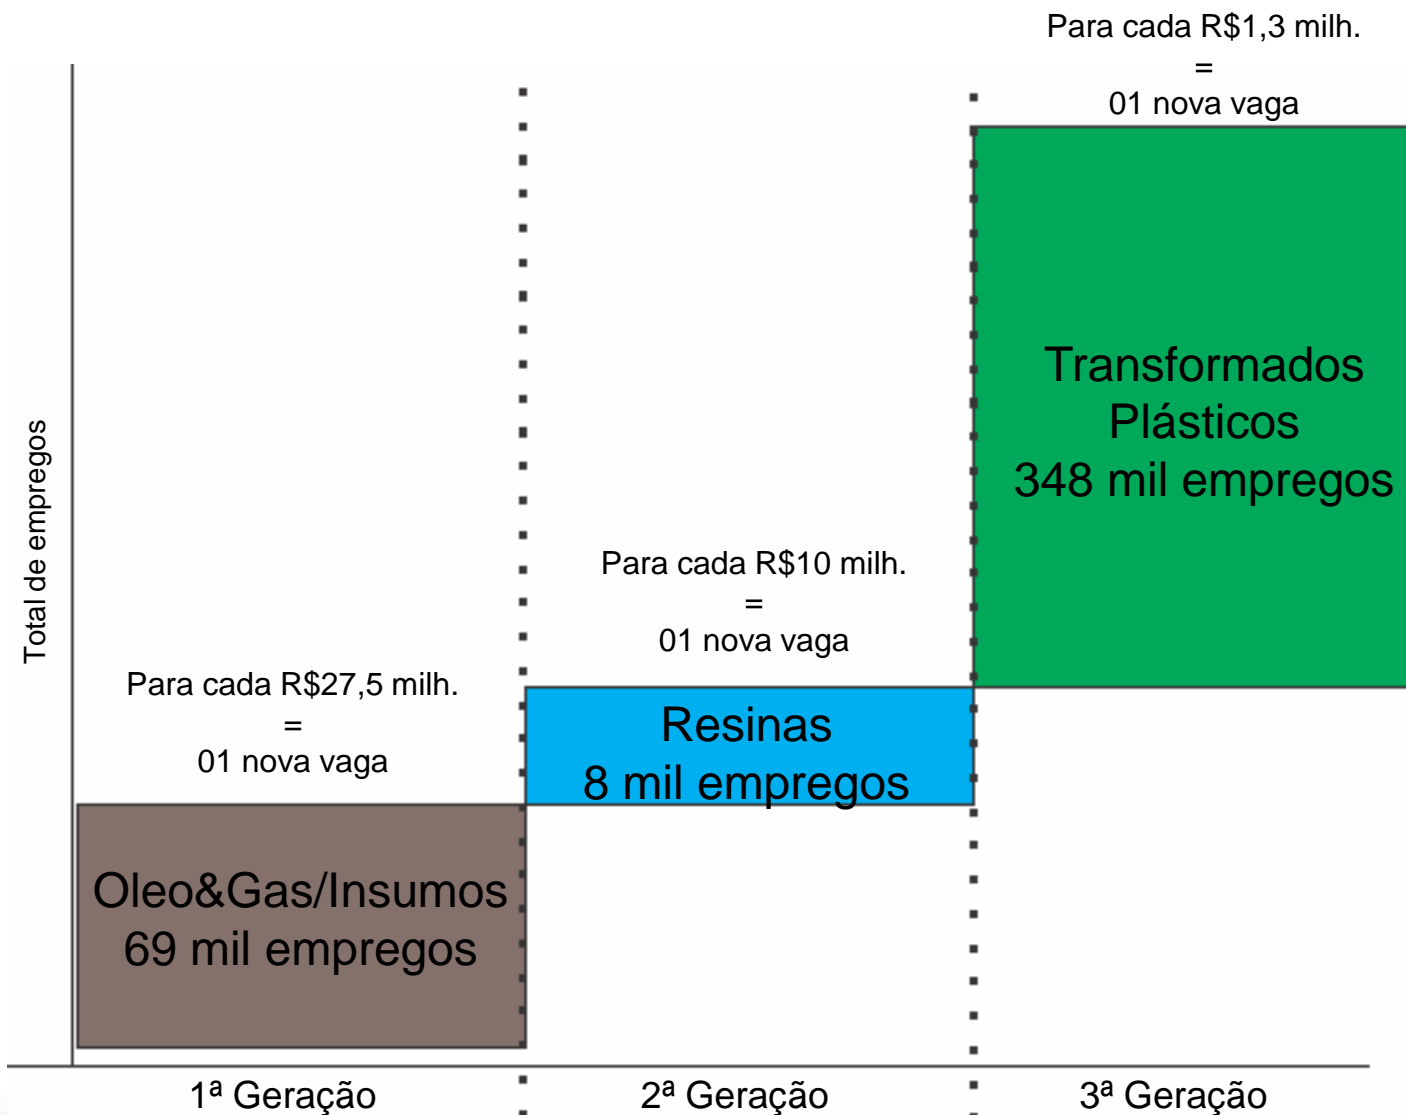 Para cada R$1,3 milh.
=
01 nova vaga
Transformados
Plásticos
348 mil empregos
Total de empregos
Para cada R$10 milh.
=
01 nova vaga
Para cada R$27,5 milh.
=
01 nova vaga
Resinas
8 mil empregos
Oleo&Gas/Insumos
69 mil empregos
1ª Geração
2ª Geração
3ª Geração